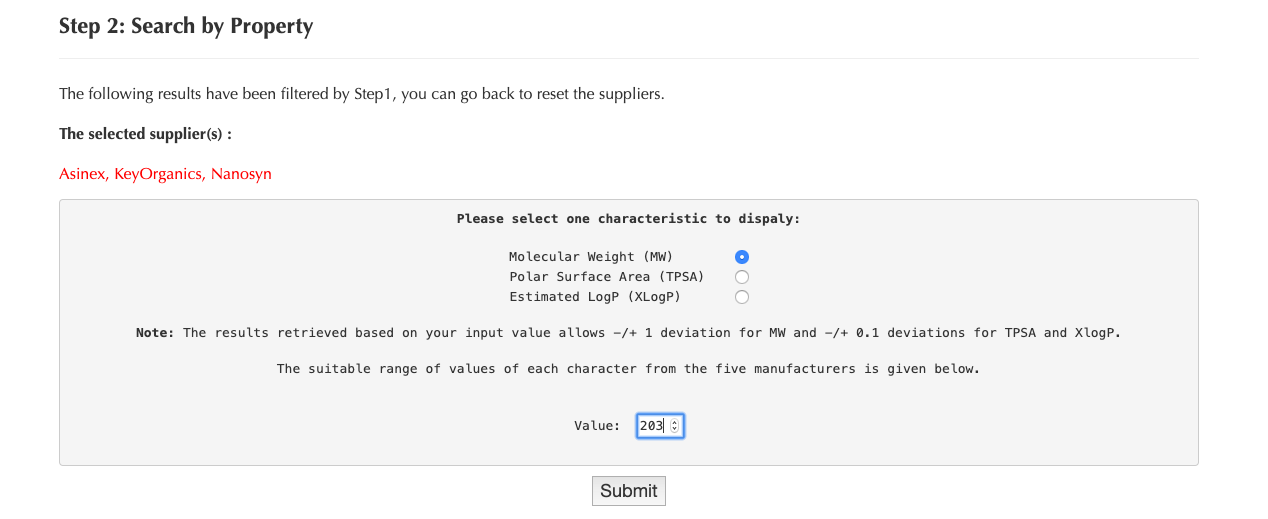 Step 2: Search by Property
The following results have been filtered by Step1, you can go back to reset the suppliers.
The selected supplier(s) :
Asinex, KeyOrganics, Nanosyn
Please select one characteristic to dispaly:
Molecular Weight (MW)
Polar Surface Area (TPSA)
Estimated LogP (XLogP)
Note: The results retrieved based on your input value allows -/+ 1 deviation for MW and -/+ 0.1 deviations for TPSA and XlogP.
The suitable range of values of each character from the five manufacturers is given below.
Value: 203
Submit